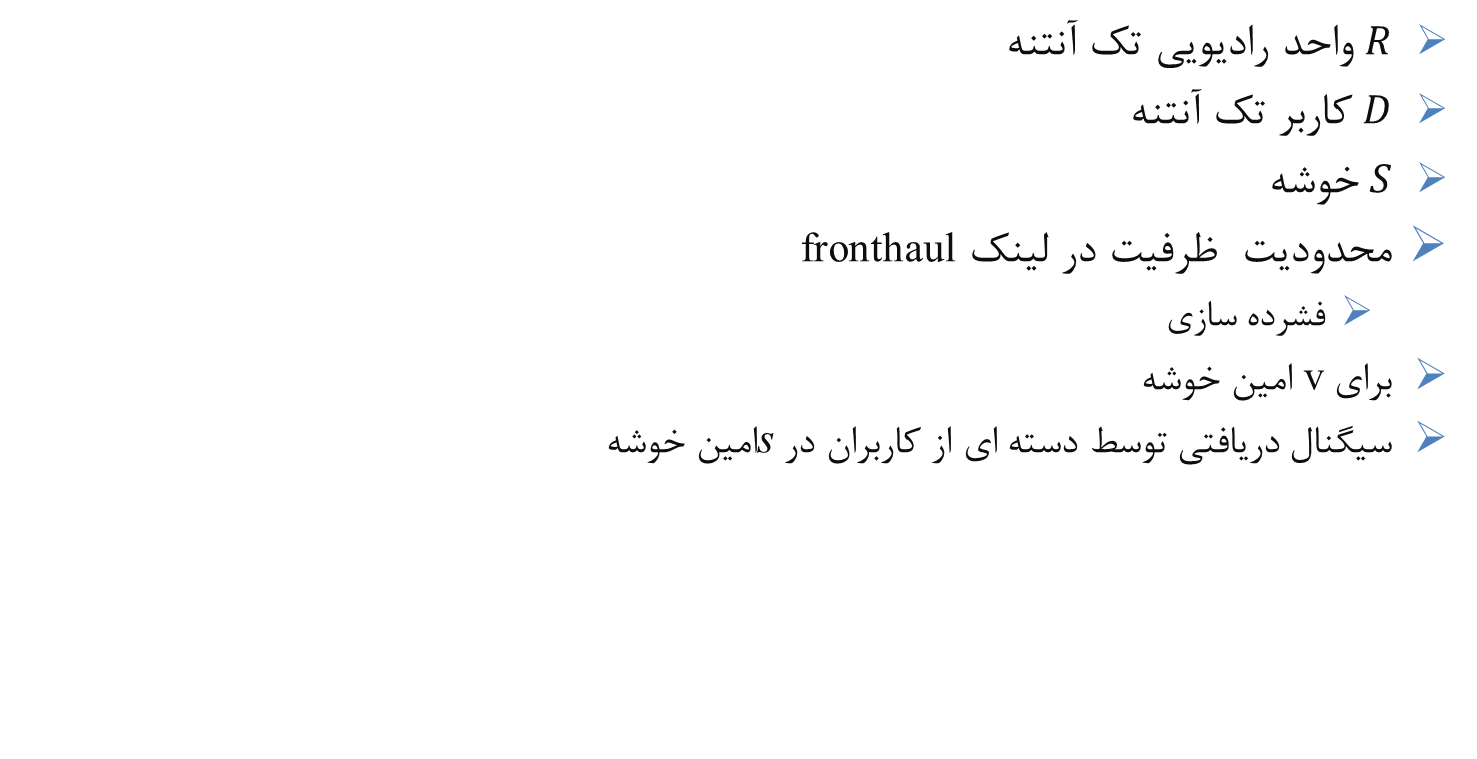 R واحد رادیویی تک آنتنه
D کاربر تک آنتنه
S خوشه
محدودیت ظرفیت در لینک fronthaul
فشرده سازی
برای v امین خوشه
سیگنال دریافتی توسط دسته ای از کاربران در sامین خوشه